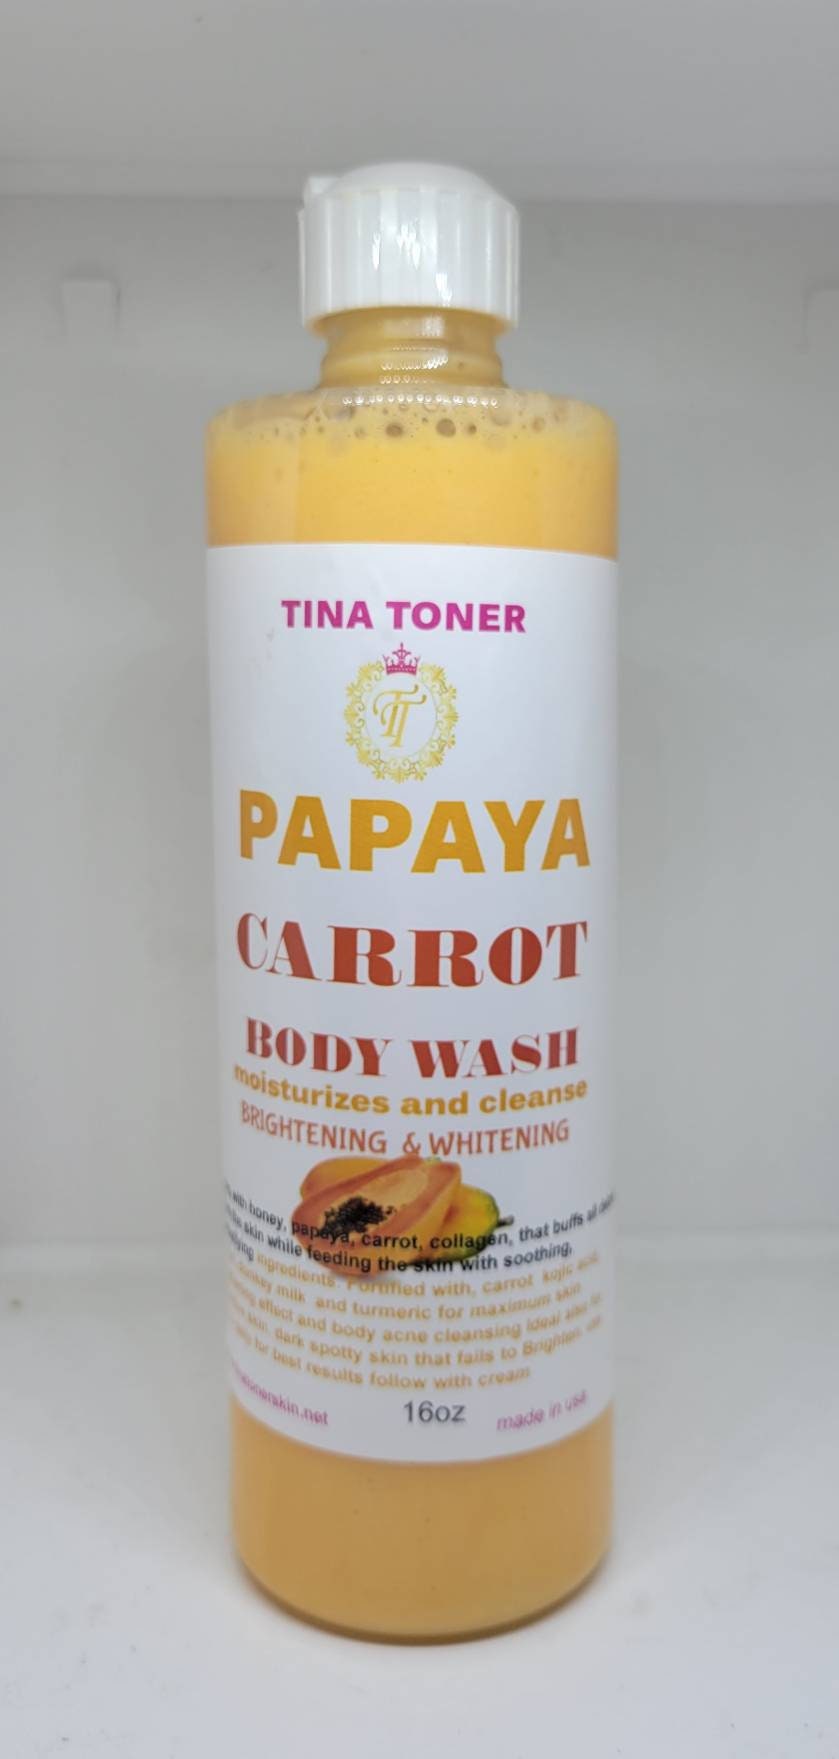 TINA TONER
TT
PAPAYA
CARROT
BODY WASH
moisturizes and cleanse
BRIGHTENING & WHITENING
with honey, papaya, carrot, collagen, that buffs all
skin while feeding the skin with soothing,
ingredients. Fortified with, carrot kojic acid,
milk and turmeric for maximum skin
effect and body acne cleansing ideal also for
skin, dark spotty skin that fails to Brighten.
for best results follow with cream
16oz
made in usa